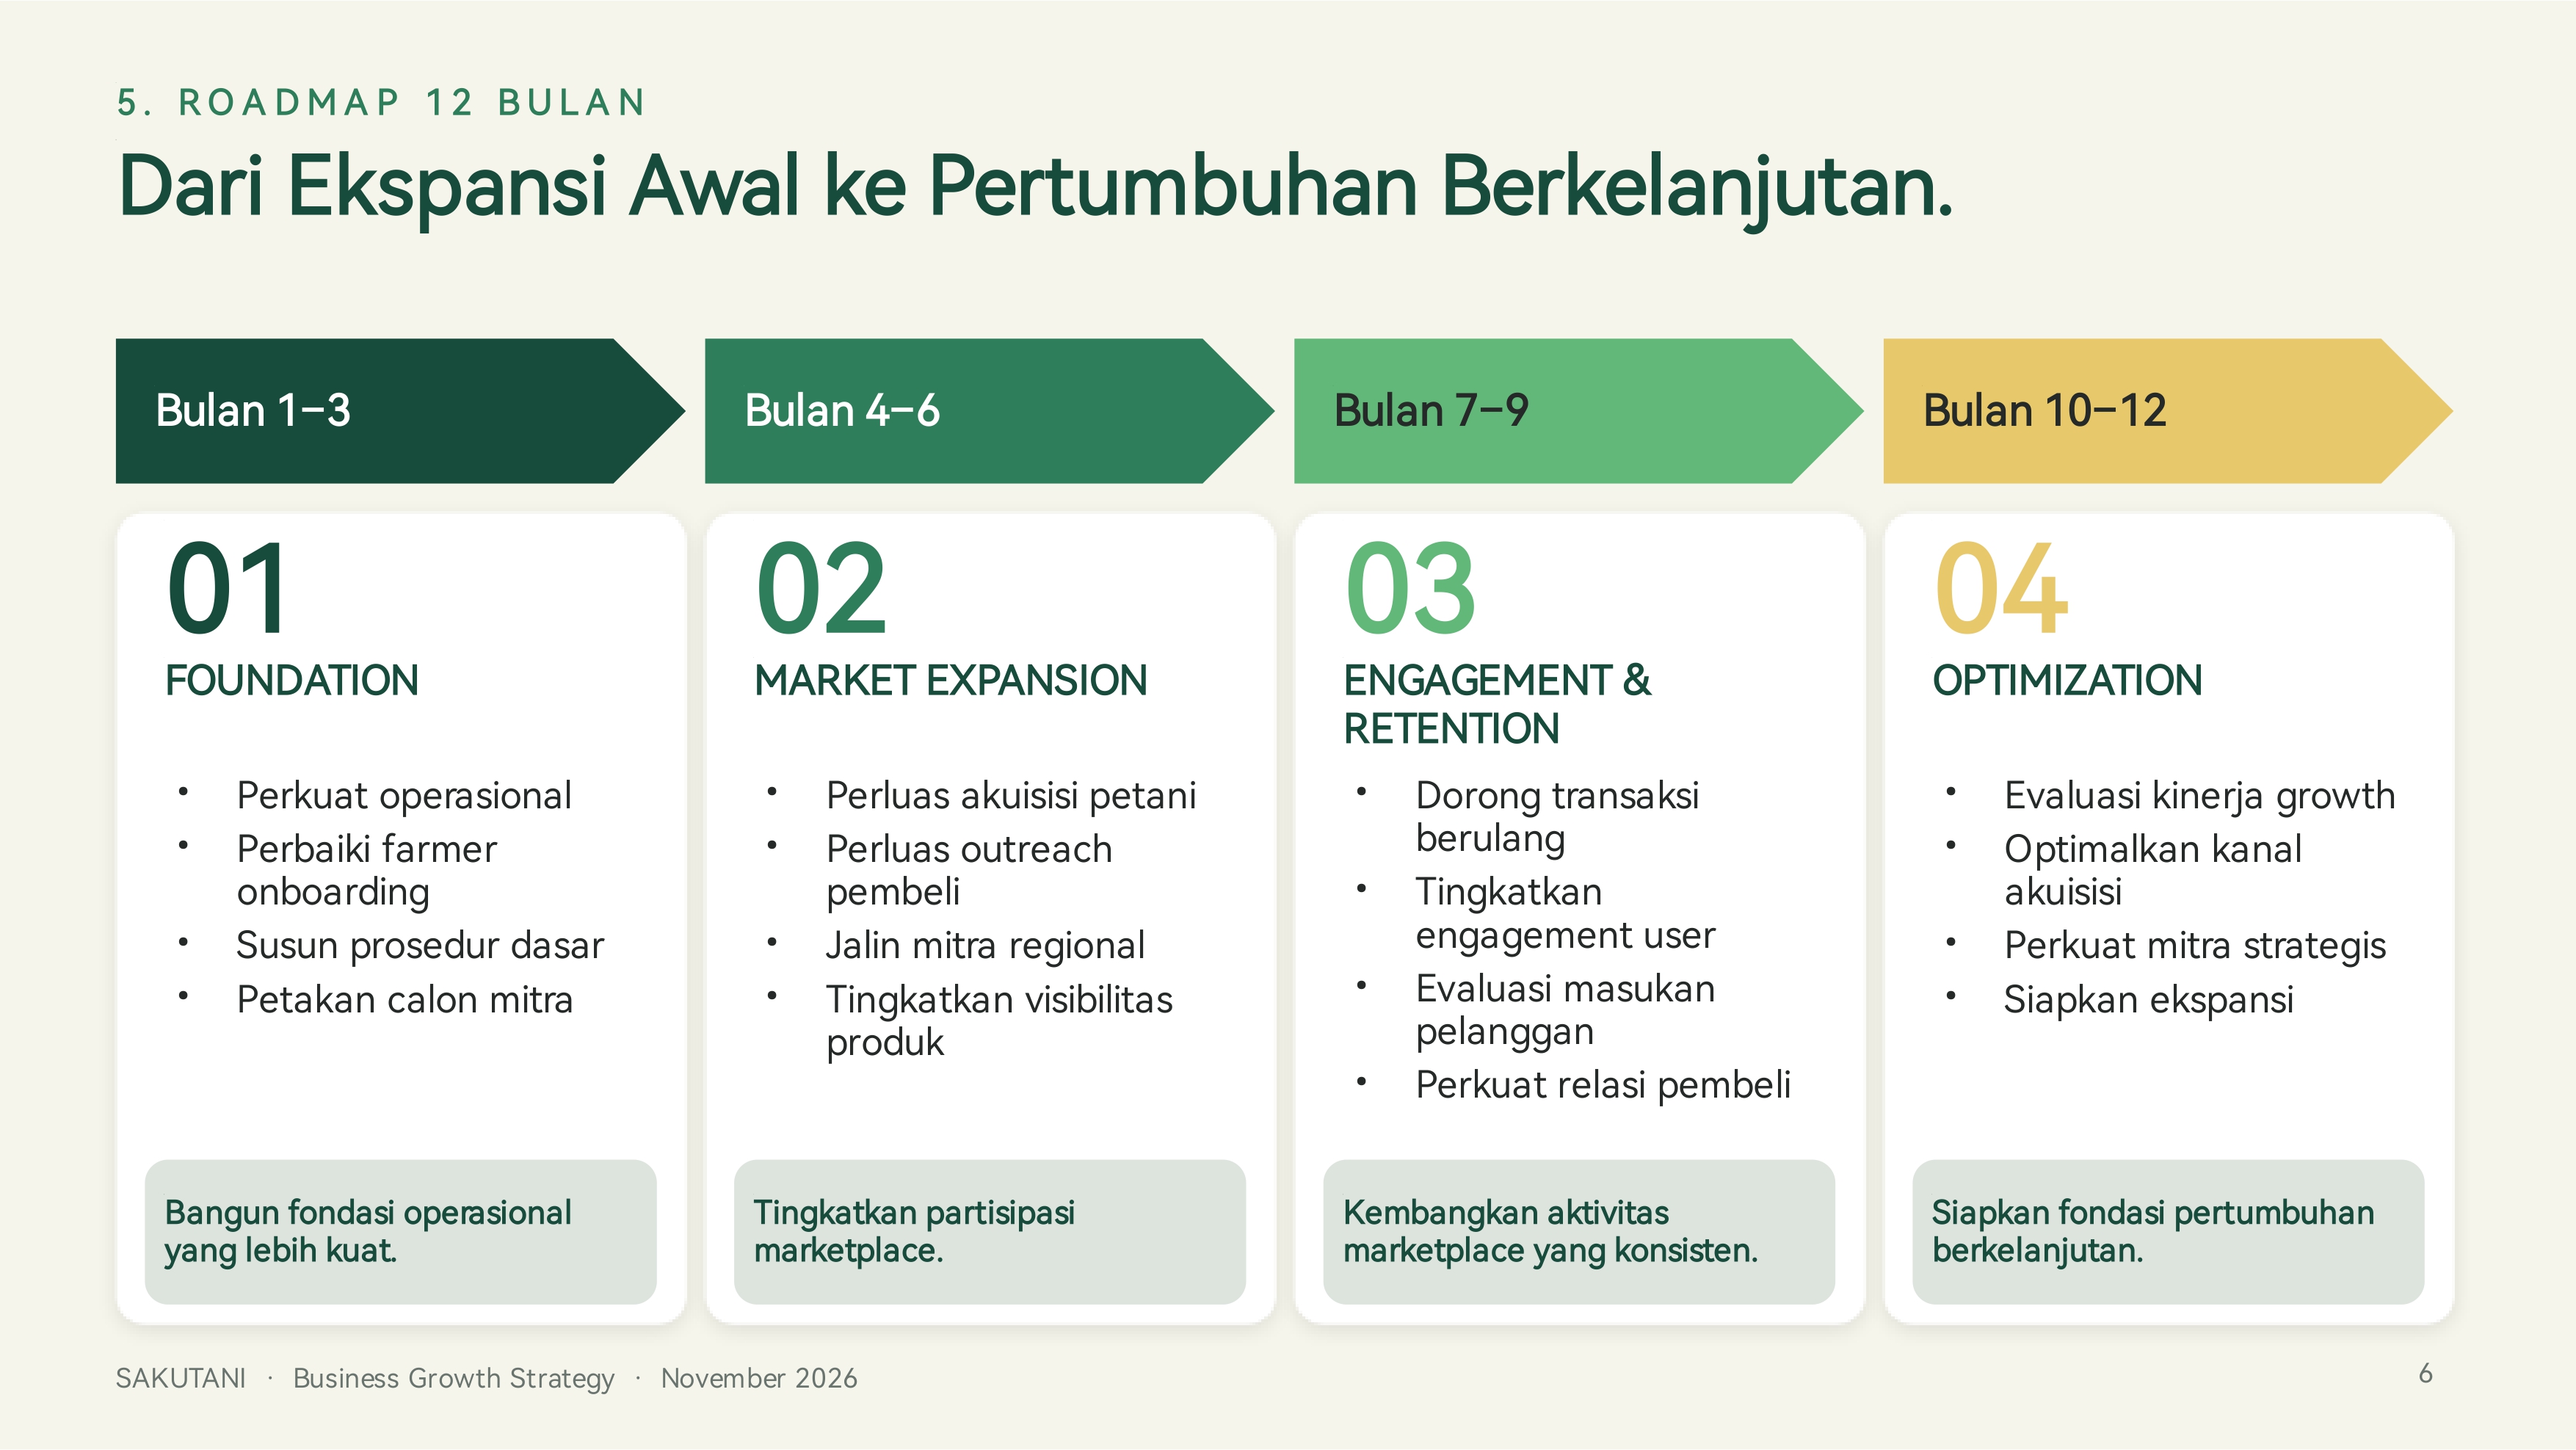 5. ROADMAP 12 BULAN
Dari Ekspansi Awal ke Pertumbuhan Berkelanjutan.
Bulan 1–3
Bulan 4–6
Bulan 7–9
Bulan 10–12
01
FOUNDATION
• Perkuat operasional
• Perbaiki farmer
onboarding
• Susun prosedur dasar
• Petakan calon mitra
Bangun fondasi operasional
yang lebih kuat.
02
MARKET EXPANSION
• Perluas akuisisi petani
• Perluas outreach
pembeli
• Jalin mitra regional
• Tingkatkan visibilitas
produk
Tingkatkan partisipasi
marketplace.
03
ENGAGEMENT &
RETENTION
• Dorong transaksi
berulang
• Tingkatkan
engagement user
• Evaluasi masukan
pelanggan
• Perkuat relasi pembeli
Kembangkan aktivitas
marketplace yang konsisten.
04
OPTIMIZATION
• Evaluasi kinerja growth
• Optimalkan kanal
akuisisi
• Perkuat mitra strategis
• Siapkan ekspansi
Siapkan fondasi pertumbuhan
berkelanjutan.
SAKUTANI · Business Growth Strategy · November 2026
6